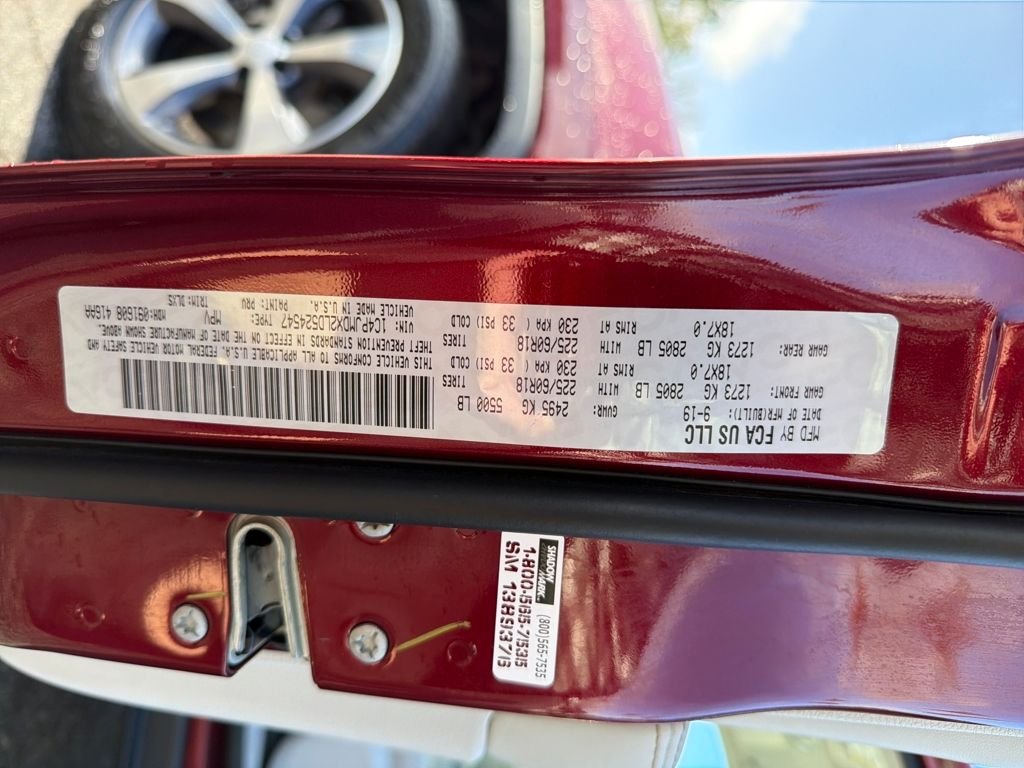 MFD BY FCA US LLC
DATE OF MFR(BUILT): 9-19
GVWR: 2495 KG 5500 LB
GAWR FRONT: 1273 KG 2805 LB WITH 225/60R18 TIRES
18X7.0 RIMS AT 230 KPA ( 33 PSI) COLD
GAWR REAR: 1273 KG 2805 LB WITH 225/60R18 TIRES
18X7.0 RIMS AT 230 KPA ( 33 PSI) COLD
THIS VEHICLE CONFORMS TO ALL APPLICABLE U.S.A. FEDERAL MOTOR VEHICLE SAFETY AND
THEFT PREVENTION STANDARDS IN EFFECT ON THE DATE OF MANUFACTURE SHOWN ABOVE.
VIN: 1C4PJMDX2LD524547 TYPE: MPV MDH:091608 416AA
VEHICLE MADE IN U.S.A. PAINT: PRV TRIM: DLXS
SHADOW
MARK.
(800)565-7535
1-800-565-7535
SM 1389376